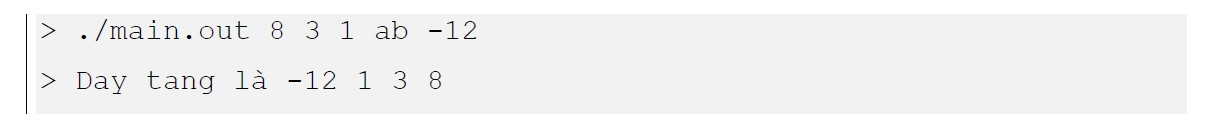 > ./main.out 8 3 1 ab -12
> Day tang là -12 1 3 8